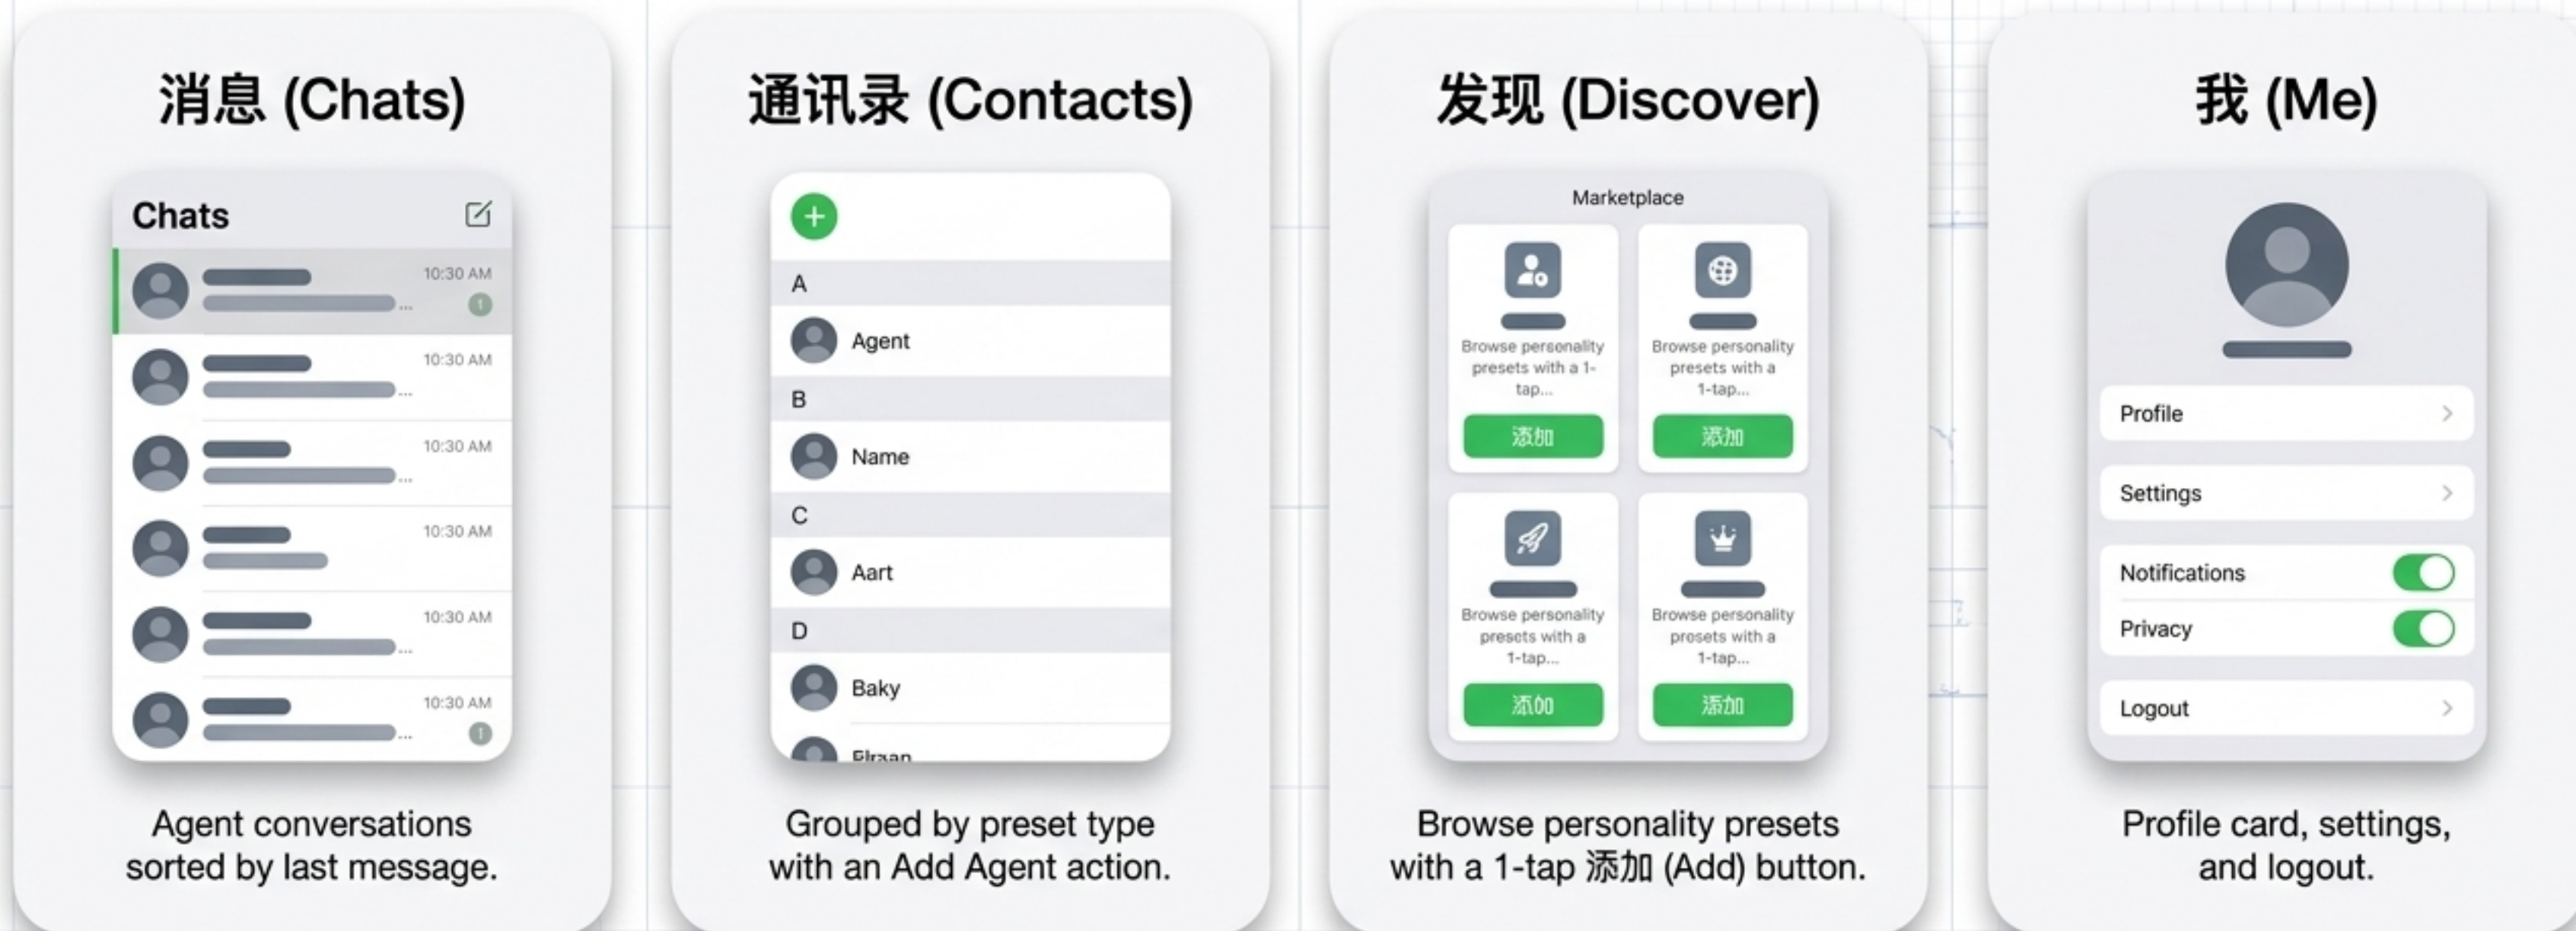 消息 (Chats)
Chats
10:30 AM
1
10:30 AM
10:30 AM
10:30 AM
10:30 AM
10:30 AM
1
Agent conversations
sorted by last message.
通讯录 (Contacts)
+
A
Agent
B
Name
C
Aart
D
Baky
Grouped by preset type
with an Add Agent action.
发现 (Discover)
Marketplace
Browse personality
presets with a 1-
tap...
添加
Browse personality
presets with a
1-tap...
添加
Browse personality
presets with a
1-tap...
Browse personality
presets with a
1-tap...
添加
Browse personality presets
with a 1-tap 添加 (Add) button.
我 (Me)
Profile
Settings
Notifications
Privacy
Logout
Profile card, settings,
and logout.